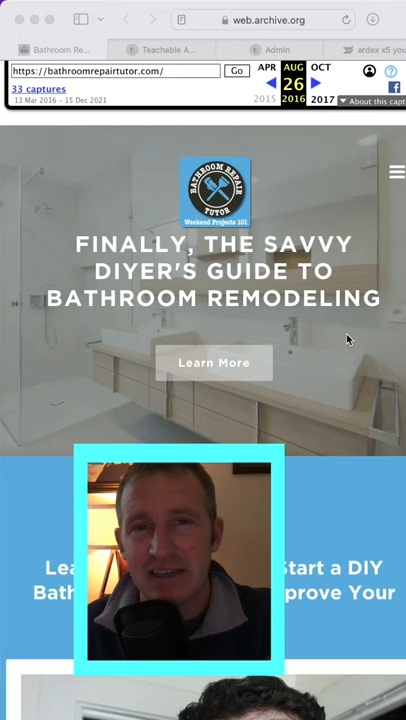 web.archive.org
Bathroom Re...
Teachable A...
Admin
ardex x5 you
https://bathroomrepairtutor.com/
Go
APR AUG OCT
33 captures
26
13 Mar 2016 – 15 Dec 2021
2015 2016 2017
▼ About this capt
BATHROOM REPAIR
TUTOR
Weekend Projects 101
FINALLY, THE SAVVY
DIYER'S GUIDE TO
BATHROOM REMODELING
Learn More
Lea
Start a DIY
Bath
prove Your